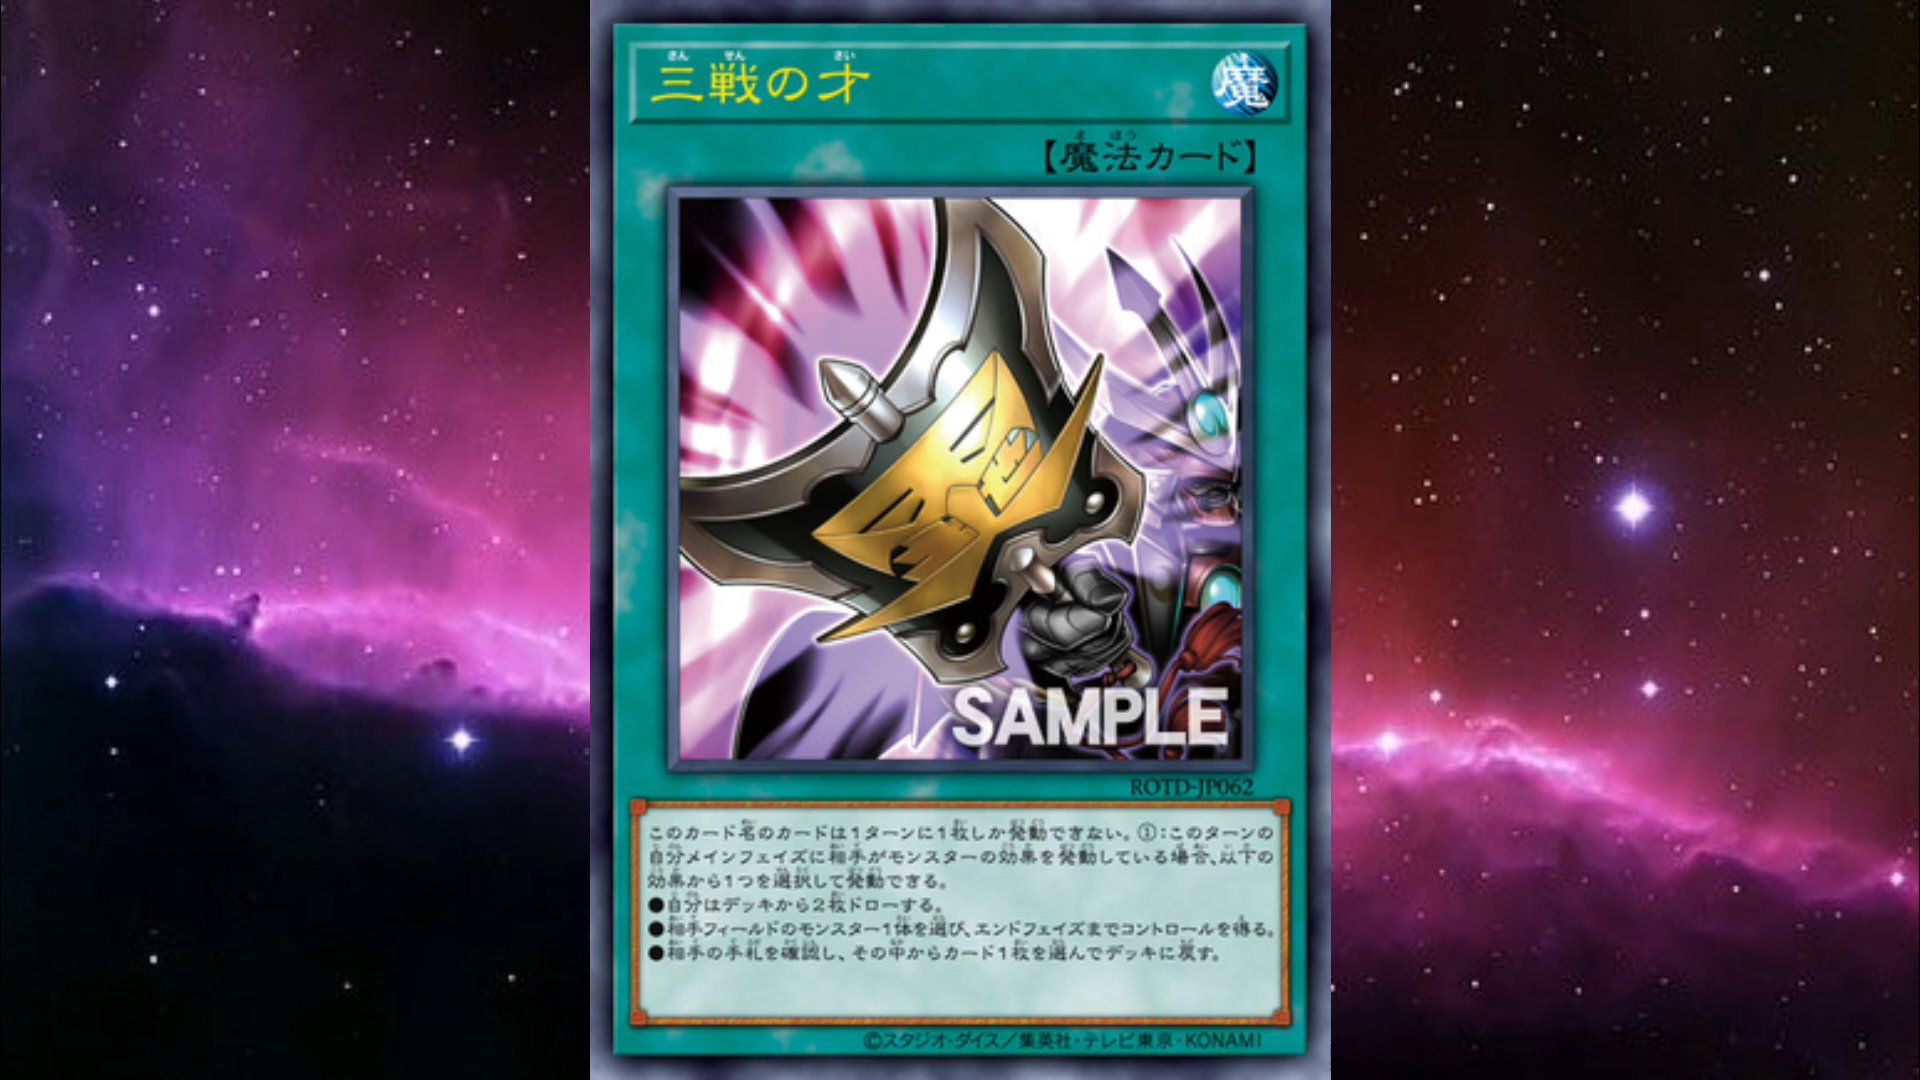 三戦の才
魔
【魔法カード】
SAMPLE
ROTD-JP062
このカード名のカードは1ターンに1枚しか発動できない。①:このターンの
自分メインフェイズに相手がモンスターの効果を発動している場合、以下の
効果から1つを選択して発動できる。
●自分はデッキから2枚ドローする。
●相手フィールドのモンスター1体を選び、エンドフェイズまでコントロールを得る。
●相手の手札を確認し、その中からカード1枚を選んでデッキに戻す。
©スタジオ・ダイス/集英社・テレビ東京・KONAMI